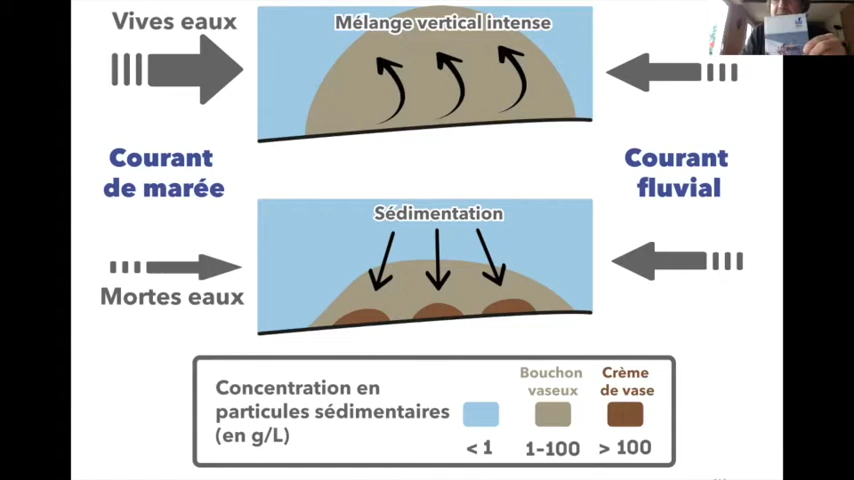 Vives eaux
Mélange vertical intense
Courant
de marée
Courant
fluvial
Sédimentation
Mortes eaux
Concentration en
particules sédimentaires
(en g/L)
Bouchon
vaseux
Crème
de vase
< 1
1-100
> 100